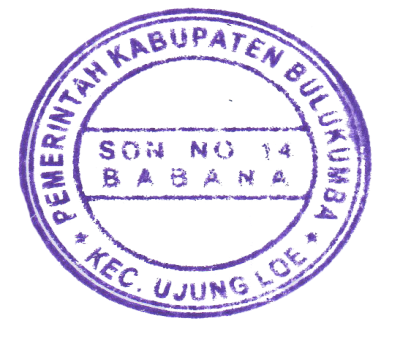 PEMERINTAH KABUPATEN BULUKUMBA
SDN NO 14
BABANA
* KEC. UJUNG LOE *